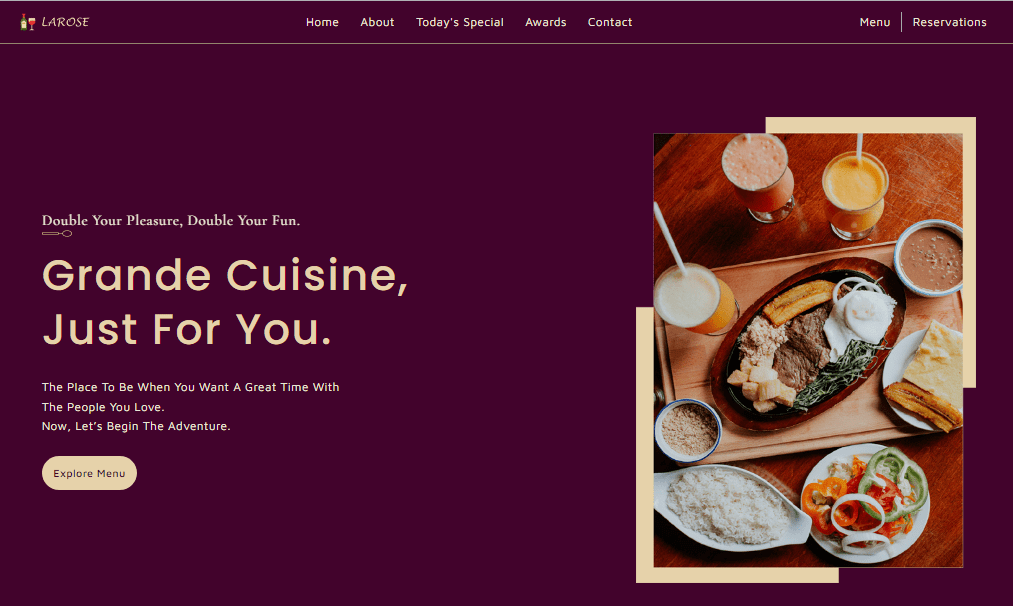 LAROSE
Home About Today's Special Awards Contact
Menu Reservations
Double Your Pleasure, Double Your Fun.
Grande Cuisine,
Just For You.
The Place To Be When You Want A Great Time With
The People You Love.
Now, Let's Begin The Adventure.
Explore Menu